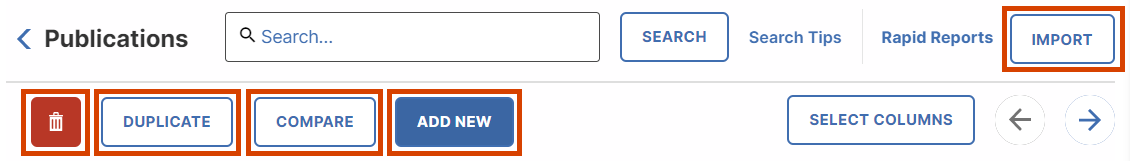 Publications Search... SEARCH Search Tips Rapid Reports IMPORT
DUPLICATE COMPARE ADD NEW SELECT COLUMNS